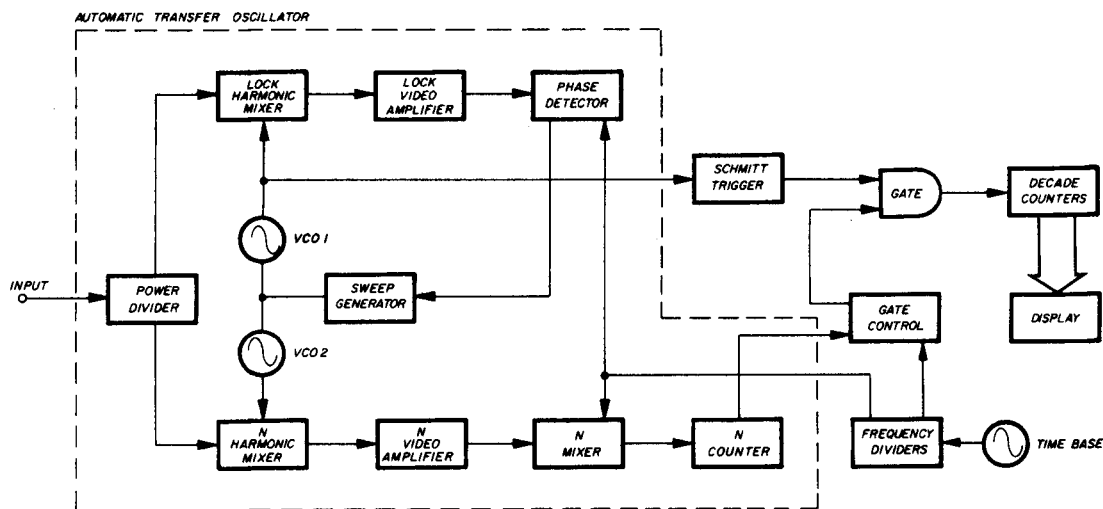 AUTOMATIC TRANSFER OSCILLATOR
LOCK
HARMONIC
MIXER
LOCK
VIDEO
AMPLIFIER
PHASE
DETECTOR
SCHMITT
TRIGGER
GATE
DECADE
COUNTERS
VCO 1
INPUT
POWER
DIVIDER
SWEEP
GENERATOR
GATE
CONTROL
DISPLAY
VCO 2
N
HARMONIC
MIXER
N
VIDEO
AMPLIFIER
N
MIXER
N
COUNTER
FREQUENCY
DIVIDERS
TIME BASE